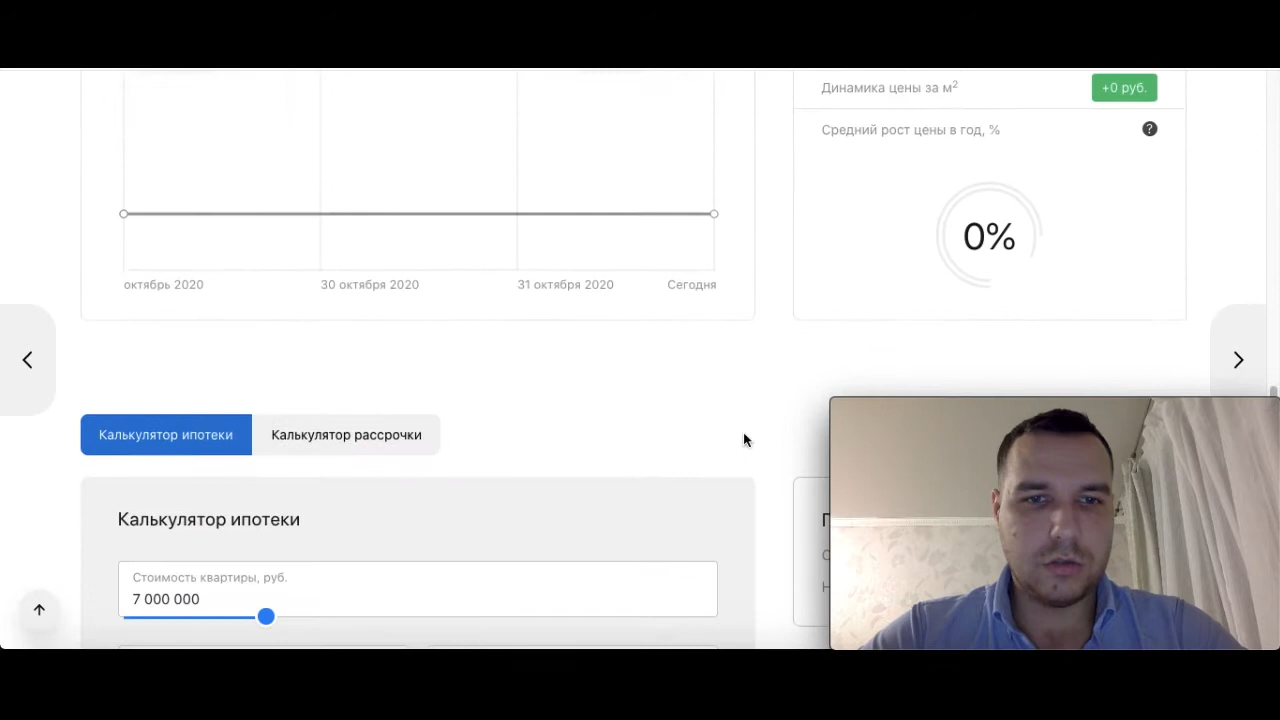 Динамика цены за м²
+0 руб.
Средний рост цены в год, %
?
0%
октябрь 2020
30 октября 2020
31 октября 2020
Сегодня
Калькулятор ипотеки
Калькулятор рассрочки
Калькулятор ипотеки
Стоимость квартиры, руб.
7 000 000